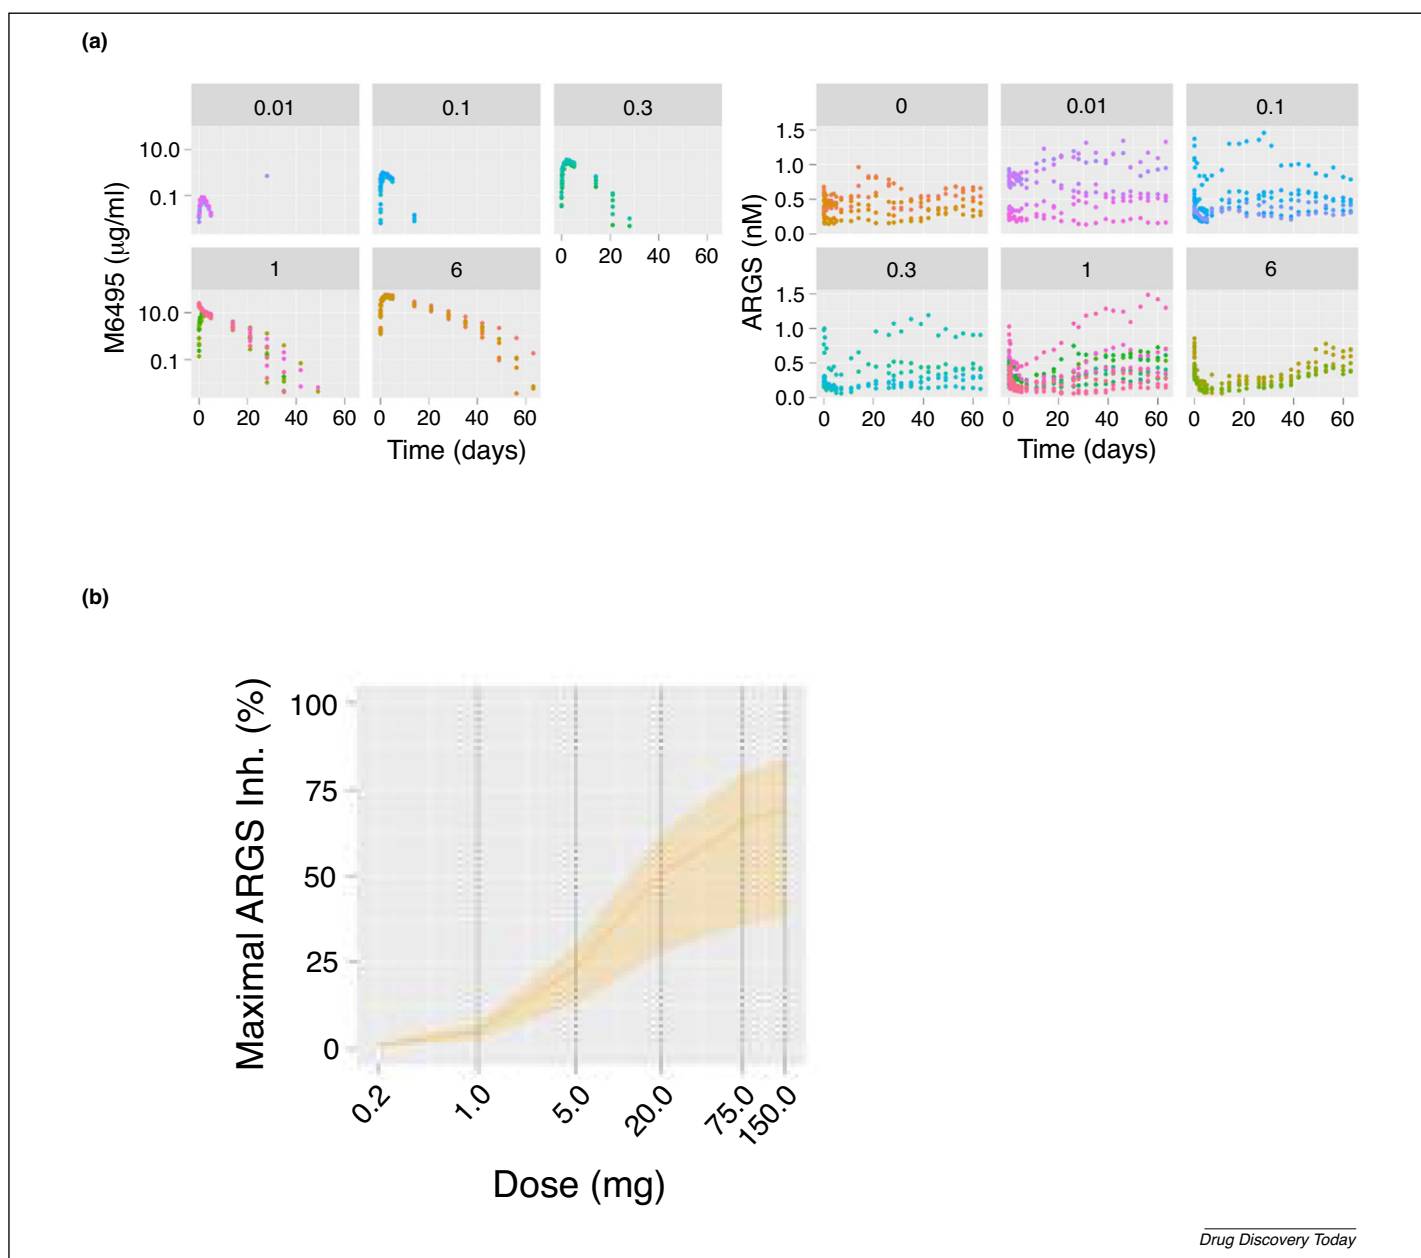 (a)
0.01 0.1 0.3
10.0
0.1
0 20 40 60
1 6
10.0
0.1
0 20 40 60 0 20 40 60
M6495 (μg/ml)
Time (days)
0 0.01 0.1
1.5
1.0
0.5
0.0
0.3 1 6
1.5
1.0
0.5
0.0
0 20 40 60 0 20 40 60 0 20 40 60
ARGS (nM)
Time (days)
(b)
Maximal ARGS Inh. (%)
100
75
50
25
0
0.2 1.0 5.0 20.0 75.0 150.0
Dose (mg)
Drug Discovery Today